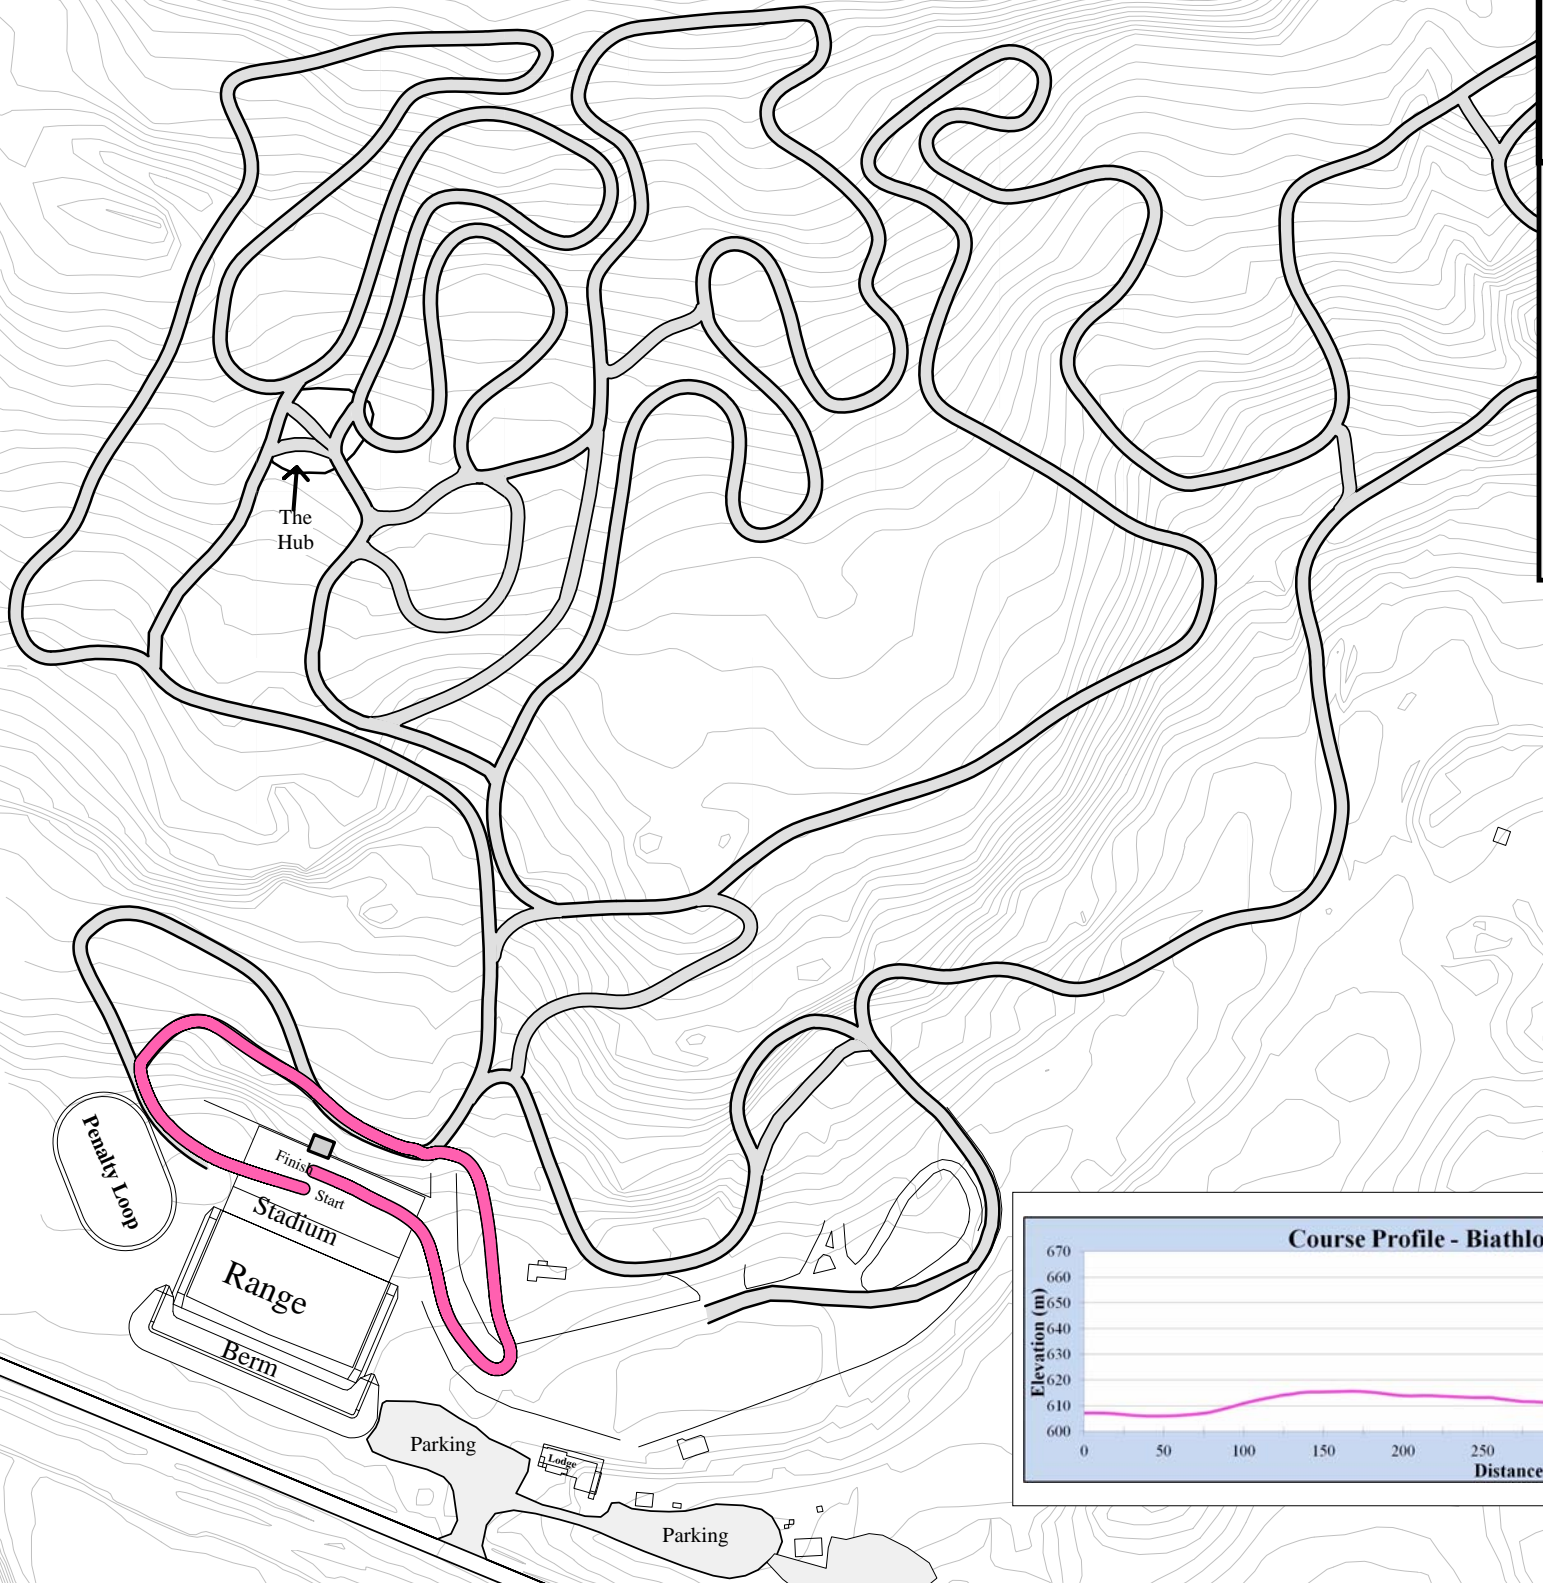 The
Hub
Penalty Loop
Finish
Start
Stadium
Range
Berm
Parking
Lodge
Parking
Course Profile - Biathlo
670
660
650
640
630
620
610
600
Elevation (m)
0 50 100 150 200 250
Distance